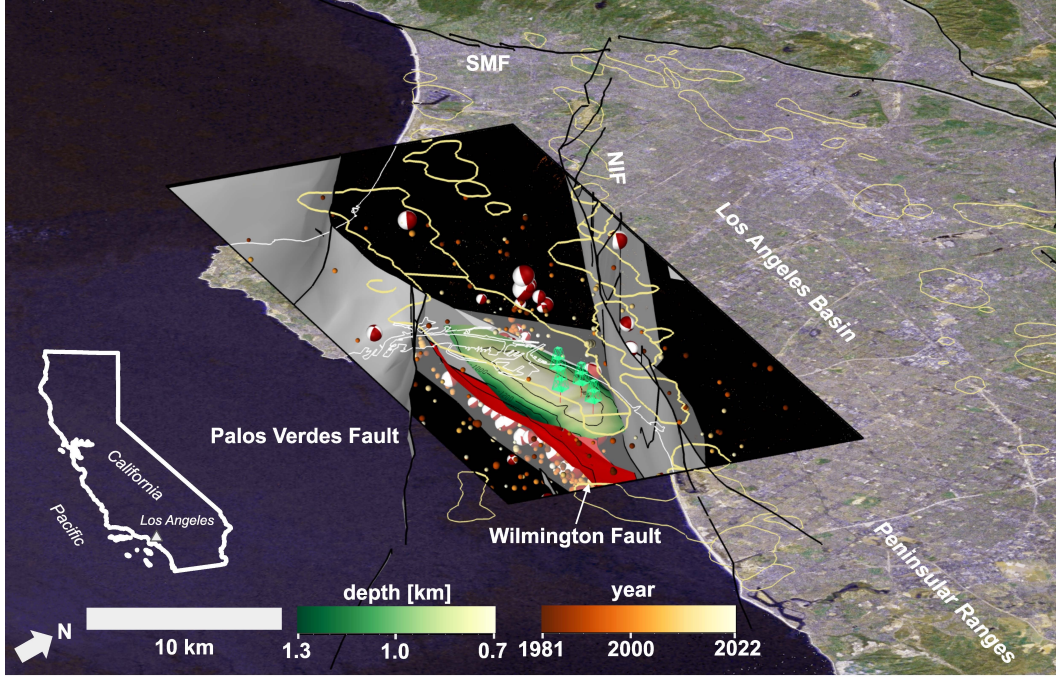 SMF
NIF
Los Angeles Basin
Palos Verdes Fault
California
Los Angeles
Pacific
Wilmington Fault
Peninsular Ranges
N
10 km
depth [km]
1.3 1.0 0.7
year
1981 2000 2022